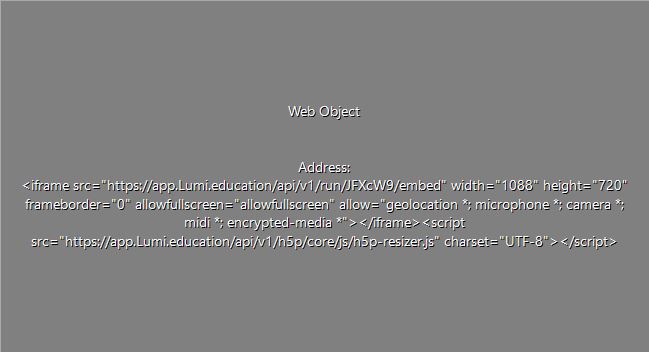 Web Object
Address:
<iframe src="https://app.Lumi.education/api/v1/run/JFXcW9/embed" width="1088" height="720"
frameborder="0" allowfullscreen="allowfullscreen" allow="geolocation *; microphone *; camera *;
midi *; encrypted-media *"></iframe><script
src="https://app.Lumi.education/api/v1/h5p/core/js/h5p-resizer.js" charset="UTF-8"></script>